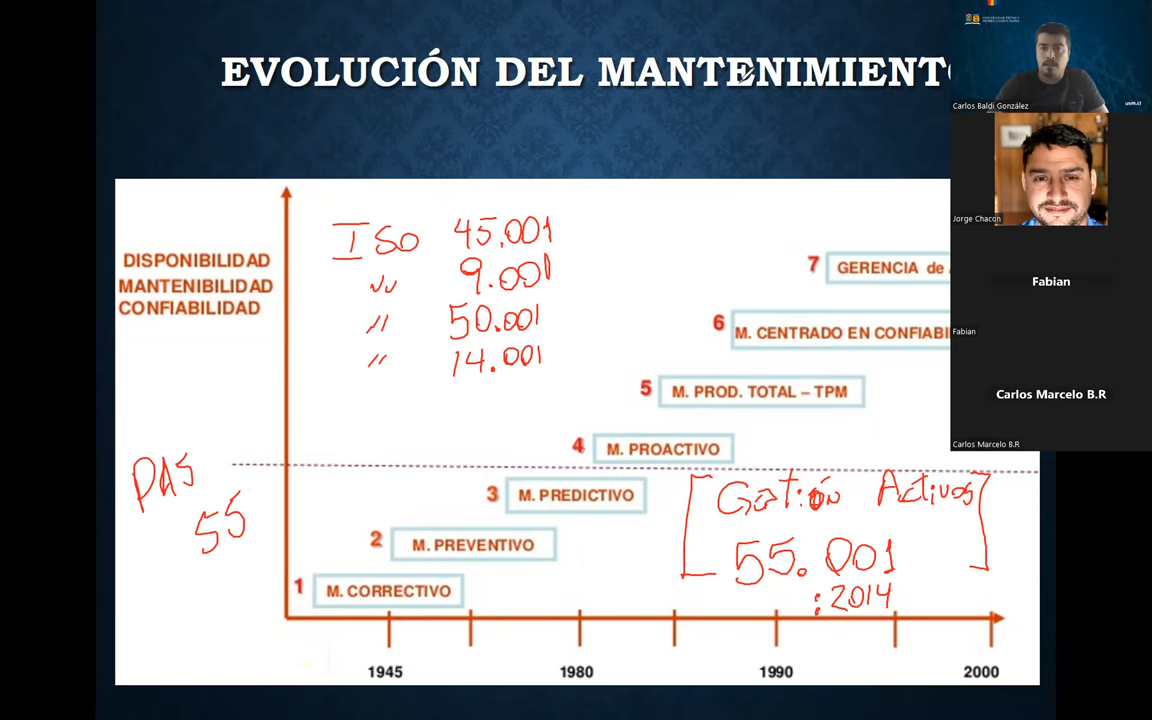 EVOLUCIÓN DEL MANTENIMIENTO
DISPONIBILIDAD
MANTENIBILIDAD
CONFIABILIDAD
ISO 45.001
" 9.001
" 50.001
" 14.001
7 GERENCIA de
6 M. CENTRADO EN CONFIABI
5 M. PROD. TOTAL – TPM
4 M. PROACTIVO
3 M. PREDICTIVO
2 M. PREVENTIVO
1 M. CORRECTIVO
PAS
55
[Gestión Activos]
55.001
:2014
1945 1980 1990 2000
usm.cl
Carlos Baldi González
Jorge Chacon
Fabian
Fabian
Carlos Marcelo B.R
Carlos Marcelo B.R